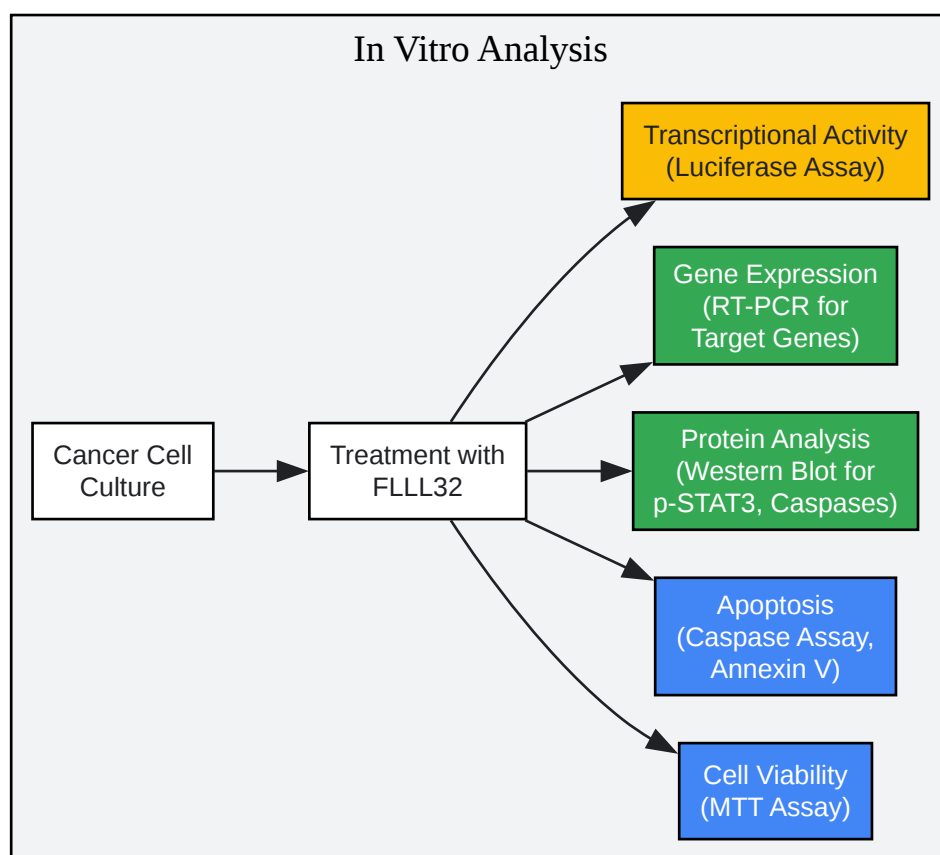 In Vitro Analysis
Transcriptional Activity
(Luciferase Assay)
Gene Expression
(RT-PCR for
Target Genes)
Cancer Cell
Culture
Treatment with
FLLL32
Protein Analysis
(Western Blot for
p-STAT3, Caspases)
Apoptosis
(Caspase Assay,
Annexin V)
Cell Viability
(MTT Assay)